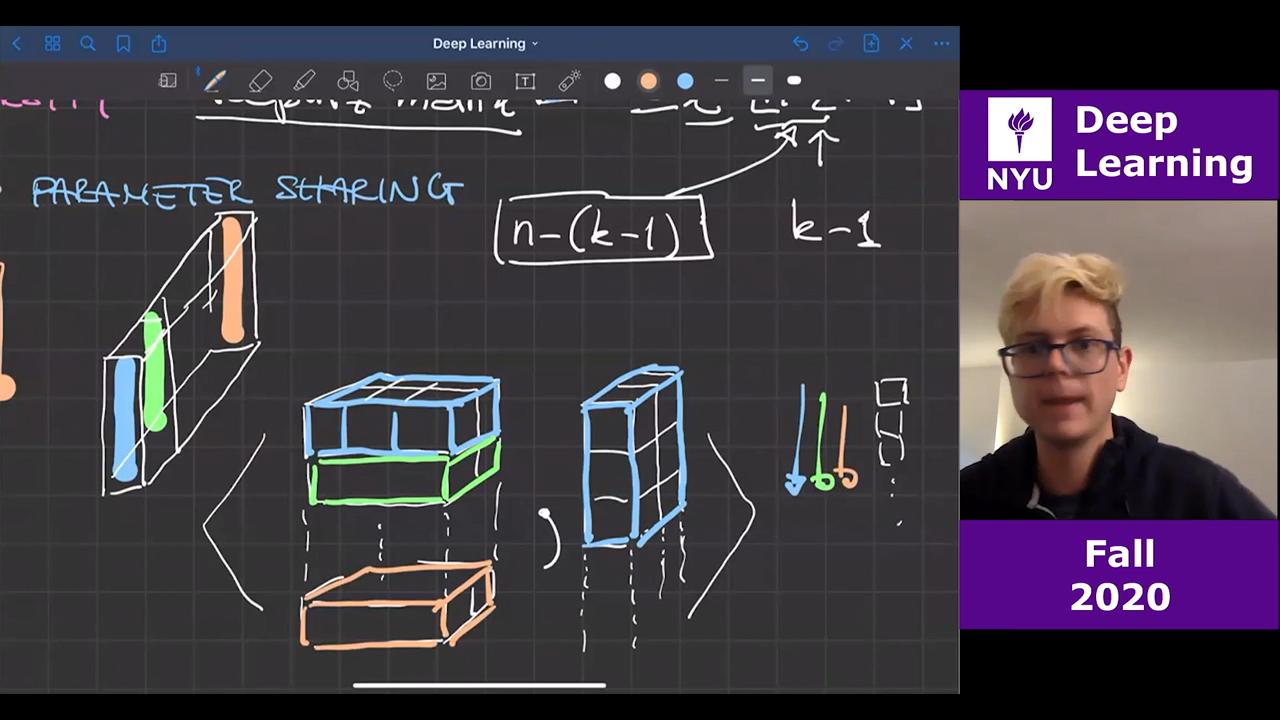 Deep Learning
PARAMETER SHARING
n-(k-1)
k-1
NYU
Deep
Learning
Fall
2020